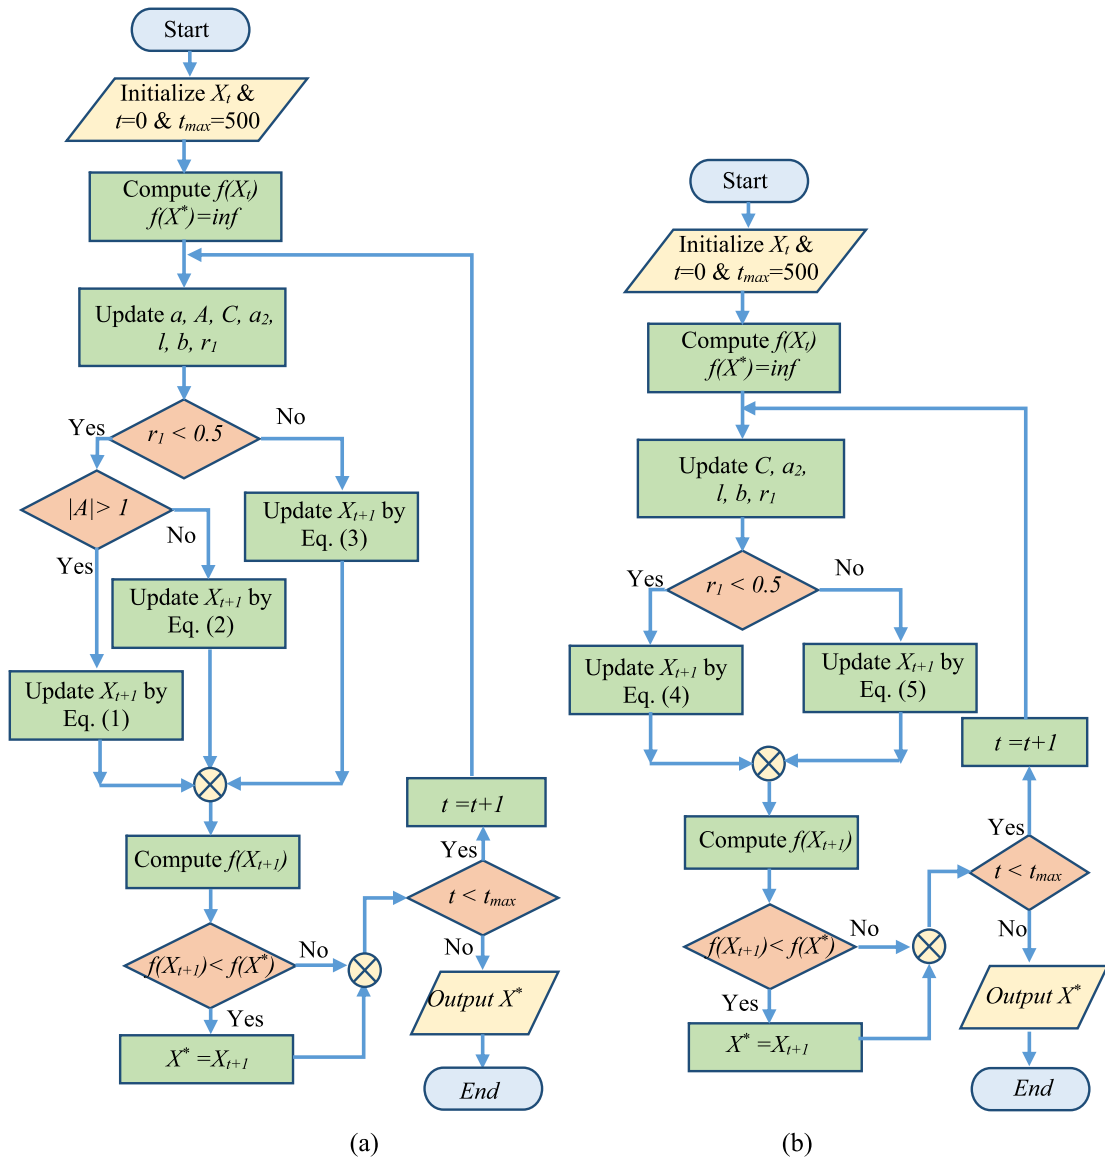 Start
Initialize Xt &
t=0 & tmax=500
Compute f(Xt)
f(X*)=inf
Update a, A, C, a2,
l, b, r1
r1 < 0.5
Yes
No
|A|> 1
No
Yes
Update Xt+1 by
Eq. (3)
Update Xt+1 by
Eq. (2)
Update Xt+1 by
Eq. (1)
t =t+1
Compute f(Xt+1)
Yes
t < tmax
No
f(Xt+1)< f(X*)
No
Yes
Output X*
X* =Xt+1
End
(a)
Start
Initialize Xt &
t=0 & tmax=500
Compute f(Xt)
f(X*)=inf
Update C, a2,
l, b, r1
r1 < 0.5
Yes
No
Update Xt+1 by
Eq. (4)
Update Xt+1 by
Eq. (5)
t =t+1
Compute f(Xt+1)
Yes
t < tmax
No
f(Xt+1)< f(X*)
No
Yes
Output X*
X* =Xt+1
End
(b)